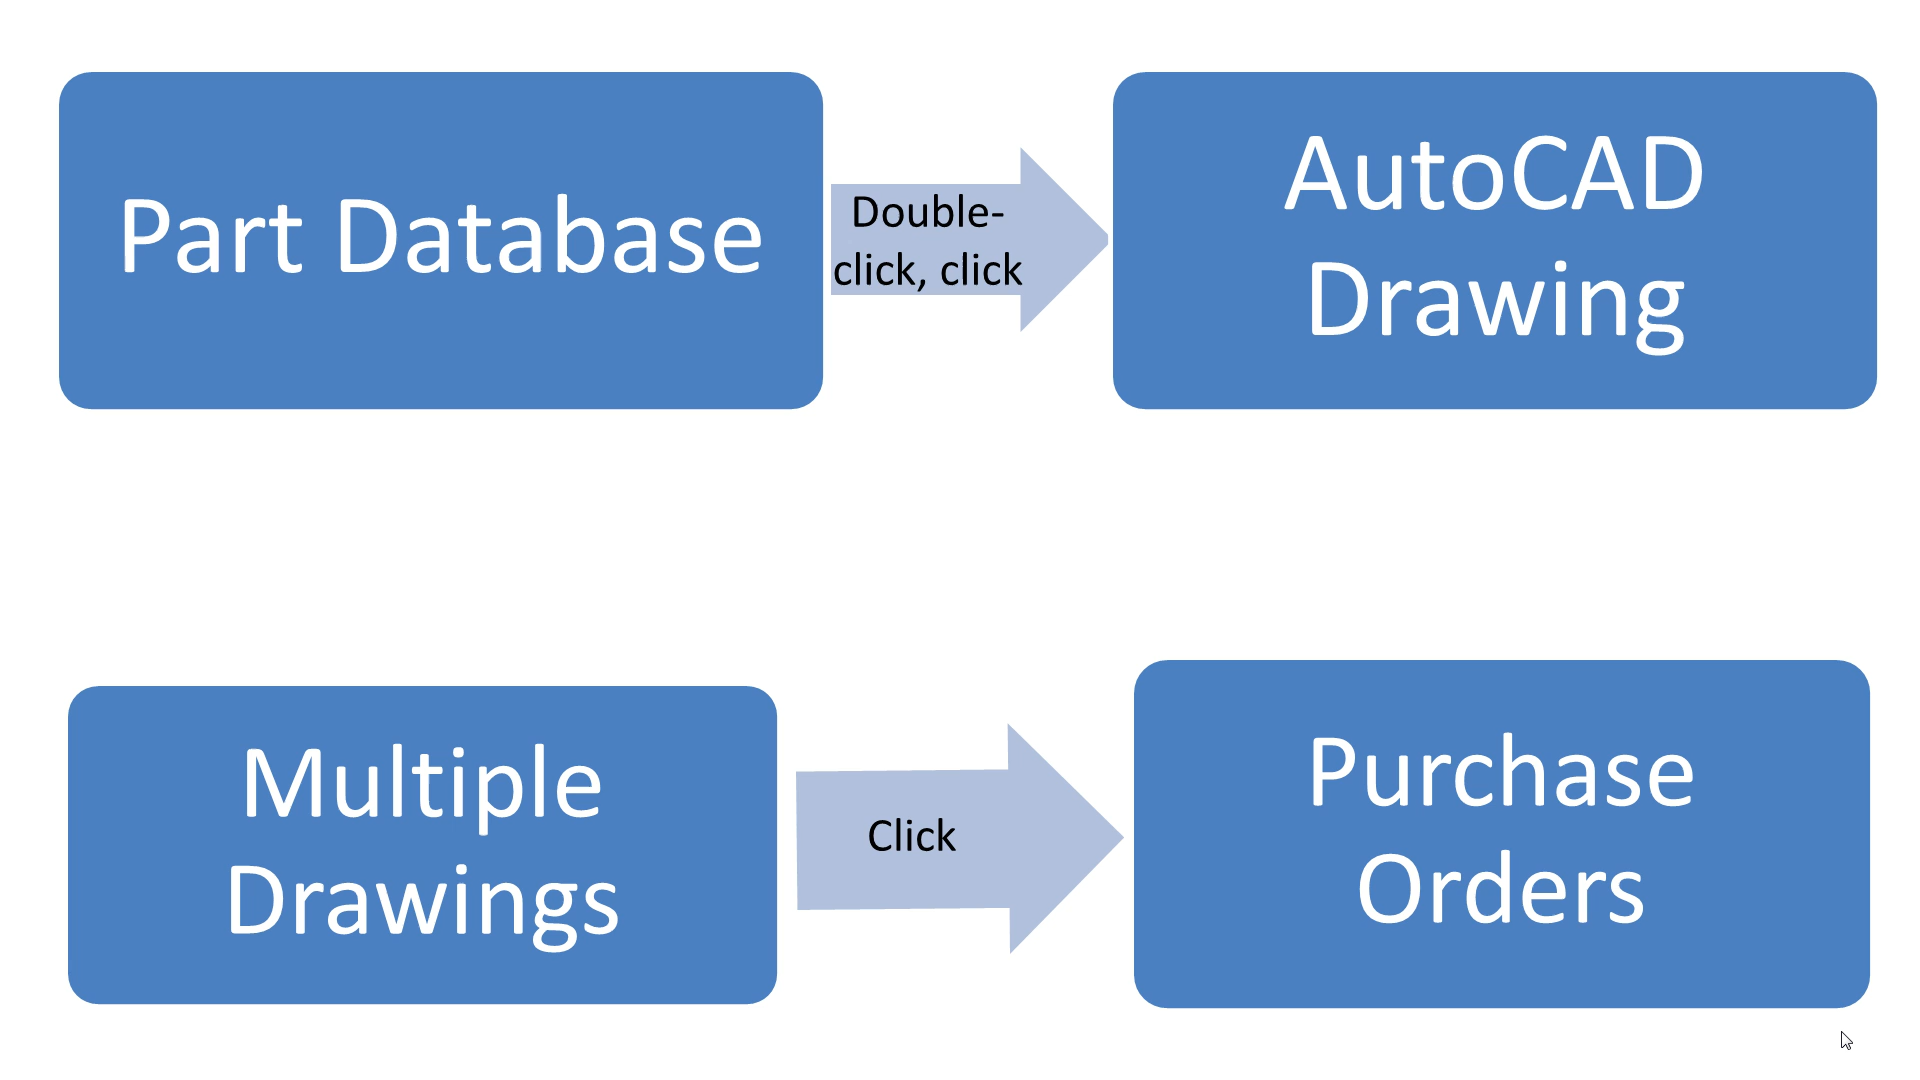 Part Database
Double-
click, click
AutoCAD
Drawing
Multiple
Drawings
Click
Purchase
Orders